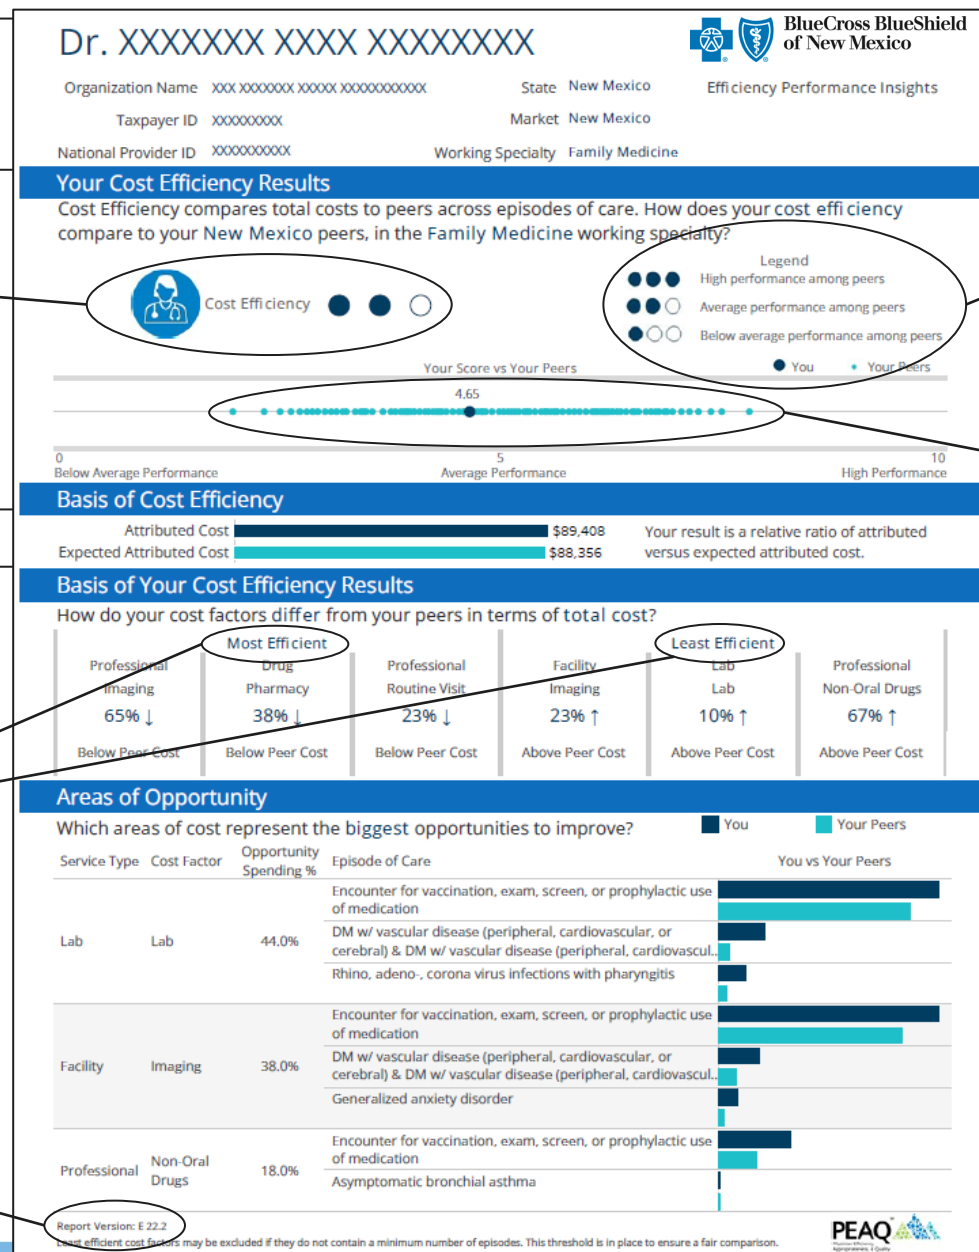 Dr. XXXXXXX XXXX XXXXXXXX
BlueCross BlueShield
of New Mexico
Organization Name XXX XXXXXXX XXXXX XXXXXXXXXXX State New Mexico Efficiency Performance Insights
Taxpayer ID XXXXXXXXX Market New Mexico
National Provider ID XXXXXXXXXX Working Specialty Family Medicine
Your Cost Efficiency Results
Cost Efficiency compares total costs to peers across episodes of care. How does your cost efficiency
compare to your New Mexico peers, in the Family Medicine working specialty?
Legend
High performance among peers
Cost Efficiency
Average performance among peers
Below average performance among peers
Your Score vs Your Peers
You Your Peers
4.65
0 5 10
Below Average Performance Average Performance High Performance
Basis of Cost Efficiency
Attributed Cost $89,408 Your result is a relative ratio of attributed
Expected Attributed Cost $88,356 versus expected attributed cost.
Basis of Your Cost Efficiency Results
How do your cost factors differ from your peers in terms of total cost?
Most Efficient Least Efficient
Professional Drug Professional Facility Lab Professional
Imaging Pharmacy Routine Visit Imaging Lab Non-Oral Drugs
65% ↓ 38% ↓ 23% ↓ 23% ↑ 10% ↑ 67% ↑
Below Peer Cost Below Peer Cost Below Peer Cost Above Peer Cost Above Peer Cost Above Peer Cost
Areas of Opportunity
Which areas of cost represent the biggest opportunities to improve? You Your Peers
Service Type Cost Factor Opportunity Spending % Episode of Care You vs Your Peers
Encounter for vaccination, exam, screen, or prophylactic use
of medication
Lab Lab 44.0% DM w/ vascular disease (peripheral, cardiovascular, or
cerebral) & DM w/ vascular disease (peripheral, cardiovascul..
Rhino, adeno-, corona virus infections with pharyngitis
Encounter for vaccination, exam, screen, or prophylactic use
of medication
Facility Imaging 38.0% DM w/ vascular disease (peripheral, cardiovascular, or
cerebral) & DM w/ vascular disease (peripheral, cardiovascul..
Generalized anxiety disorder
Encounter for vaccination, exam, screen, or prophylactic use
of medication
Professional Non-Oral Drugs 18.0%
Asymptomatic bronchial asthma
Report Version: E 22.2
Least efficient cost factors may be excluded if they do not contain a minimum number of episodes. This threshold is in place to ensure a fair comparison.
PEAQ